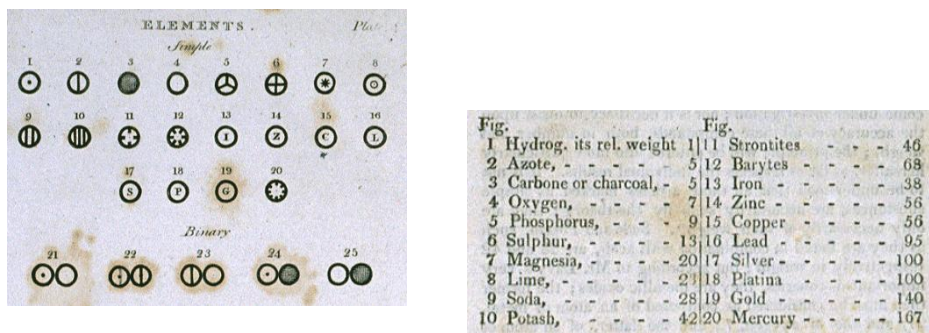 ELEMENTS.
Simple
1 2 3 4 5 6 7 8
9 10 11 12 13 14 15 16
I Z C L
17 18 19 20
S P G
Binary
21 22 23 24 25
Fig.
1 Hydrog. its rel. weight 1
2 Azote, - - - - 5
3 Carbone or charcoal, - 5
4 Oxygen, - - - 7
5 Phosphorus, - - - 9
6 Sulphur, - - - - 13
7 Magnesia, - - - 20
8 Lime, - - - - - 23
9 Soda, - - - - - 28
10 Potash, - - - - 42
Fig.
11 Strontites - - - 46
12 Barytes - - - 68
13 Iron - - - - 38
14 Zinc - - - - 56
15 Copper - - - 56
16 Lead - - - - 95
17 Silver - - - - 100
18 Platina - - - 100
19 Gold - - - - 140
20 Mercury - - - - 167